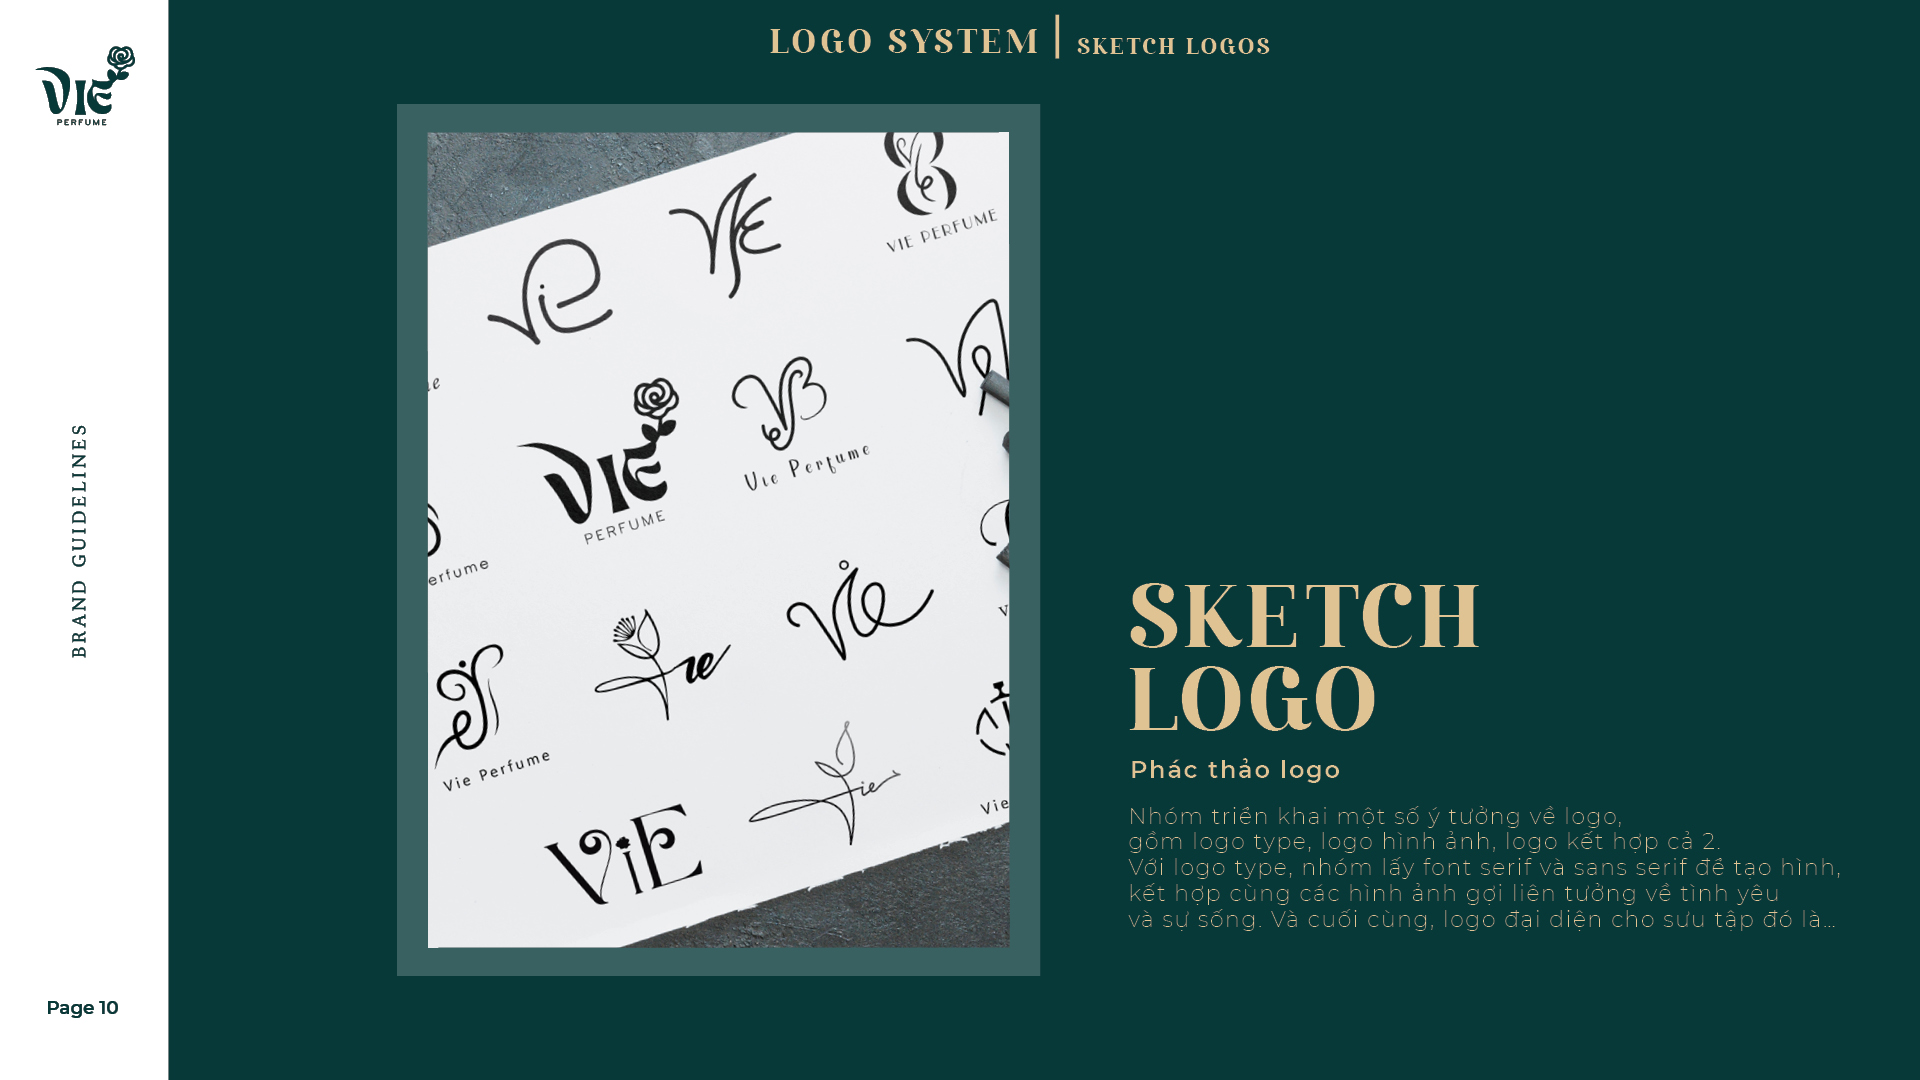 VIE
PERFUME
BRAND GUIDELINES
Page 10
LOGO SYSTEM | SKETCH LOGOS
VIE PERFUME
Vie
VIE
VIE
PERFUME
Vie Perfume
erfume
Vie
Vie Perfume
Vie
ViE
SKETCH
LOGO
Phác thảo logo
Nhóm triển khai một số ý tưởng về logo,
gồm logo type, logo hình ảnh, logo kết hợp cả 2.
Với logo type, nhóm lấy font serif và sans serif để tạo hình,
kết hợp cùng các hình ảnh gợi liên tưởng về tình yêu
và sự sống. Và cuối cùng, logo đại diện cho sưu tập đó là...